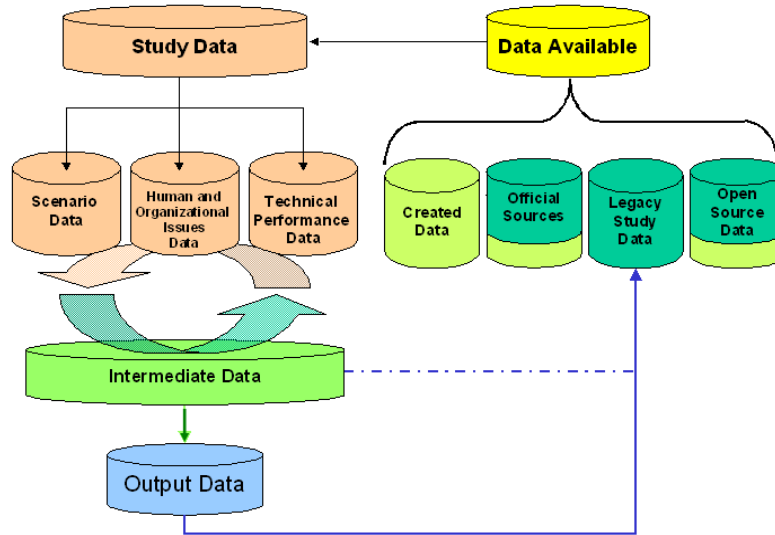 Study Data
Data Available
Scenario
Data
Human and
Organizational
Issues
Data
Technical
Performance
Data
Created
Data
Official
Sources
Legacy
Study
Data
Open
Source
Data
Intermediate Data
Output Data